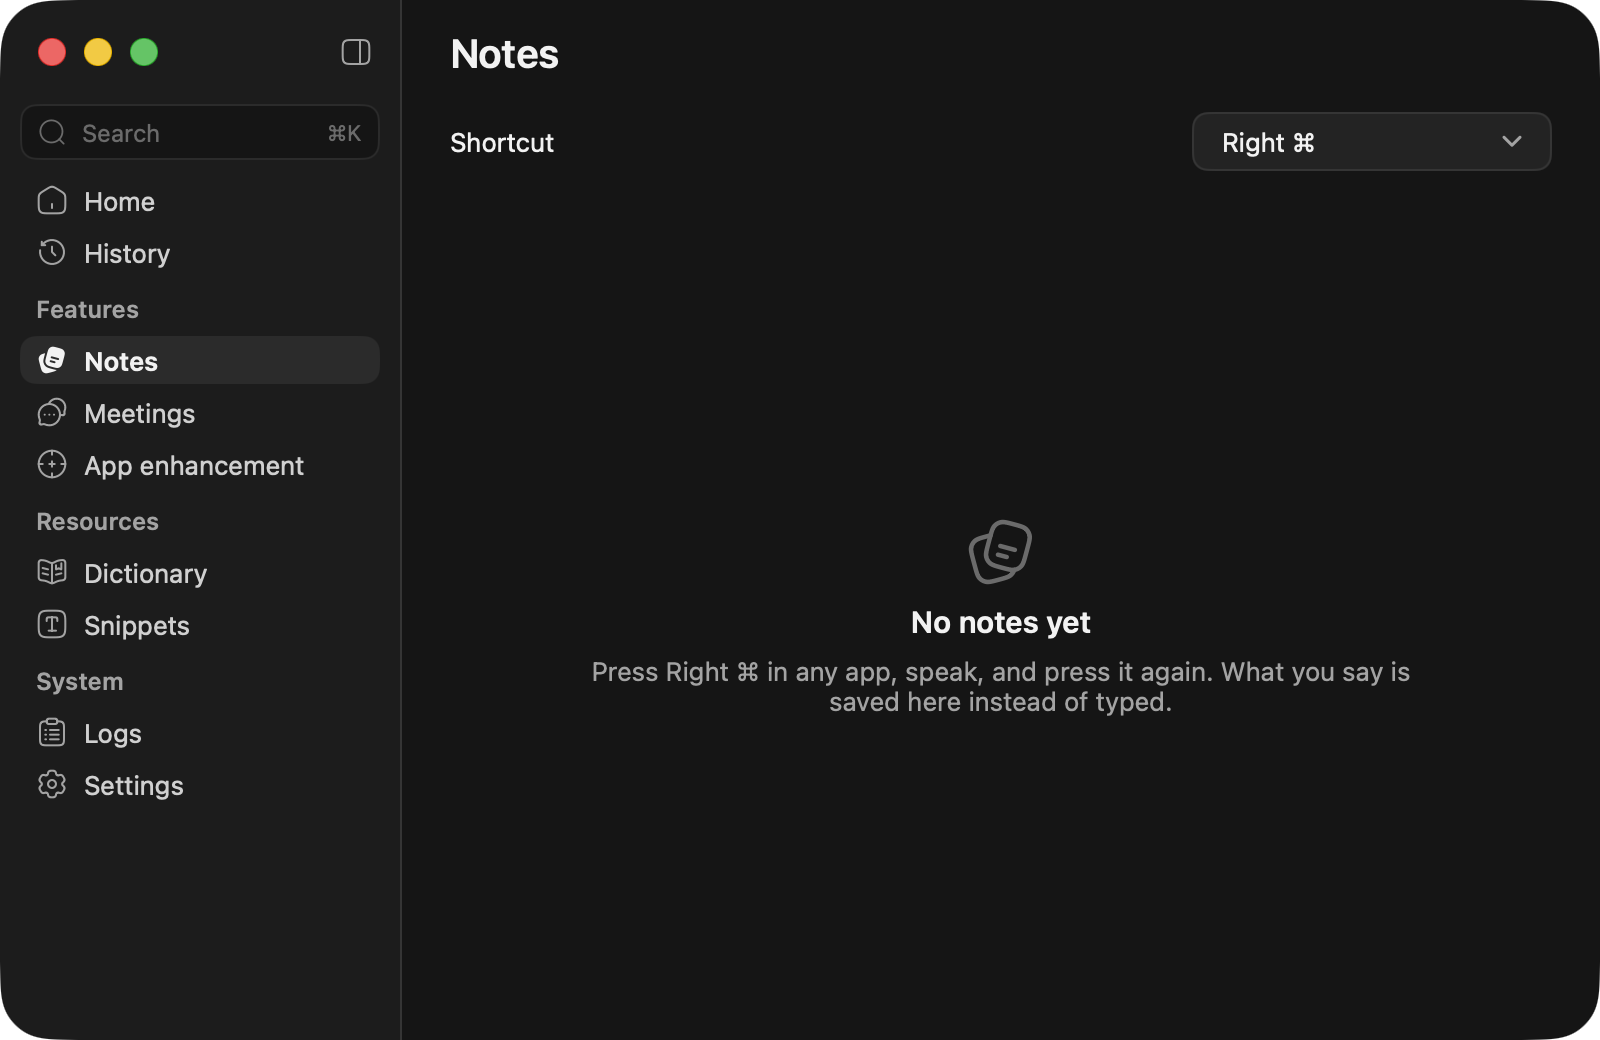 Notes
Search ⌘K
Shortcut
Right ⌘
Home
History
Features
Notes
Meetings
App enhancement
Resources
Dictionary
Snippets
System
Logs
Settings
No notes yet
Press Right ⌘ in any app, speak, and press it again. What you say is
saved here instead of typed.